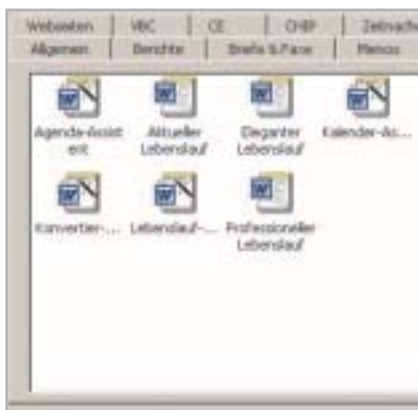 Webseiten VBC CE CHIP
Allgemein Berichte Briefe & Faxe Memos
Agenda-Assist Aktueller Eleganter Kalender-As...
ent Lebenslauf Lebenslauf
Konvertier-... Lebenslauf-... Professioneller
Lebenslauf